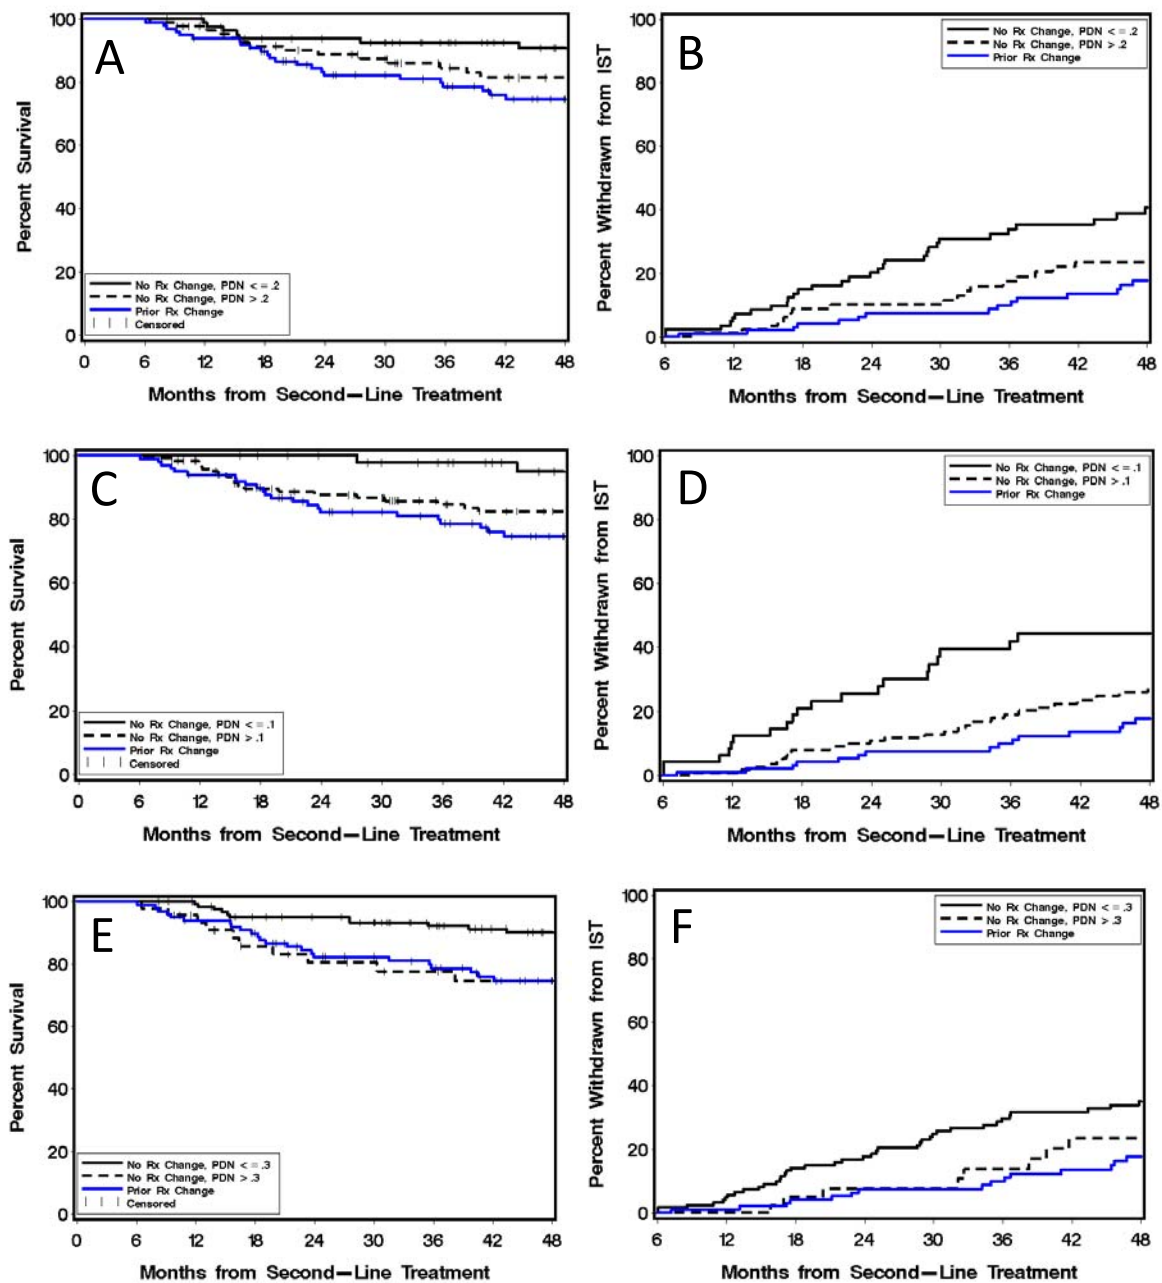 A
Percent Survival
100
80
60
40
20
0
No Rx Change, PDN <= .2
No Rx Change, PDN > .2
Prior Rx Change
Censored
0 6 12 18 24 30 36 42 48
Months from Second-Line Treatment
B
Percent Withdrawn from IST
100
80
60
40
20
0
No Rx Change, PDN <= .2
No Rx Change, PDN > .2
Prior Rx Change
6 12 18 24 30 36 42 48
Months from Second-Line Treatment
C
Percent Survival
100
80
60
40
20
0
No Rx Change, PDN <= .1
No Rx Change, PDN > .1
Prior Rx Change
Censored
0 6 12 18 24 30 36 42 48
Months from Second-Line Treatment
D
Percent Withdrawn from IST
100
80
60
40
20
0
No Rx Change, PDN <= .1
No Rx Change, PDN > .1
Prior Rx Change
6 12 18 24 30 36 42 48
Months from Second-Line Treatment
E
Percent Survival
100
80
60
40
20
0
No Rx Change, PDN <= .3
No Rx Change, PDN > .3
Prior Rx Change
Censored
0 6 12 18 24 30 36 42 48
Months from Second-Line Treatment
F
Percent Withdrawn from IST
100
80
60
40
20
0
No Rx Change, PDN <= .3
No Rx Change, PDN > .3
Prior Rx Change
6 12 18 24 30 36 42 48
Months from Second-Line Treatment